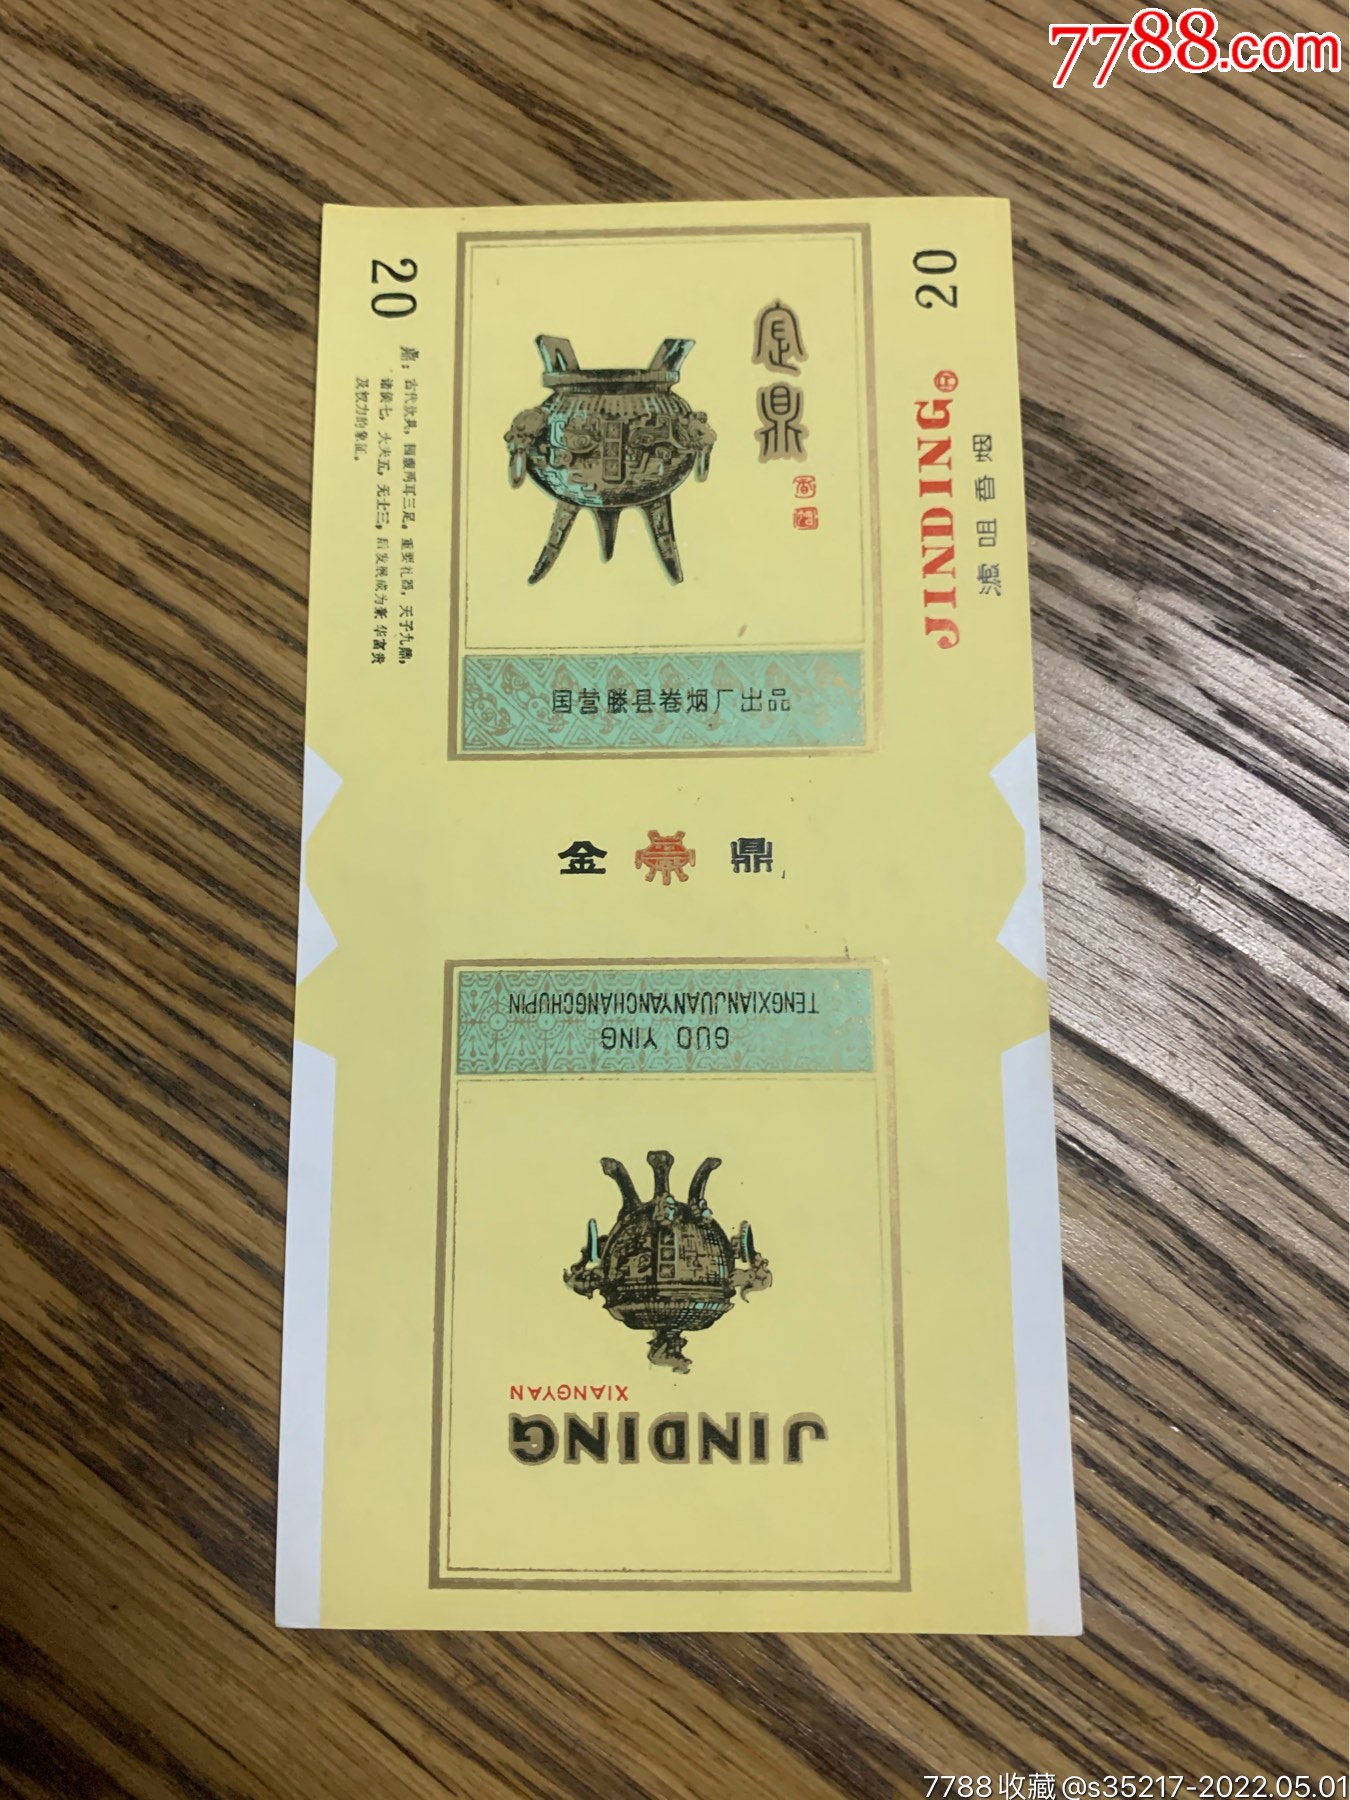 7788.com
20
鼎：古代炊具，圆腹两耳三足。重要礼器，天子九鼎，
诸侯七，大夫五，元士三，后发展成为豪华富贵
及权力的象征。
鼎
香烟
国营滕县卷烟厂出品
20
JINDING
滤咀香烟
金鼎
GUO YING
TENGXIANJUANYANCHANGCHUPIN
JINDING
XIANGYAN
7788收藏@s35217-2022.05.01